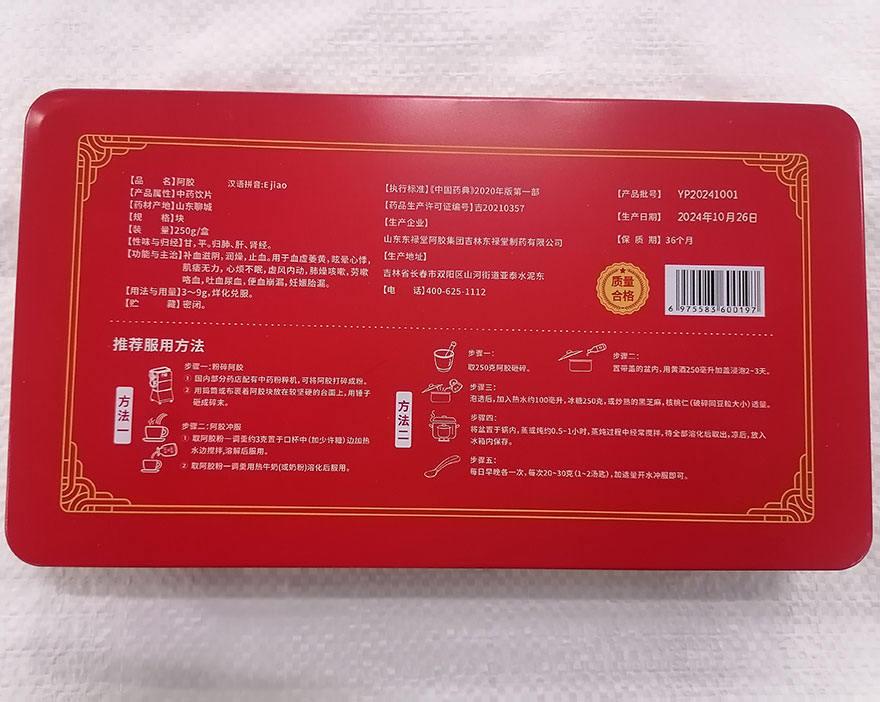 【品　　名】阿胶　　汉语拼音:Ejiao
【产品属性】中药饮片
【药材产地】山东聊城
【规　　格】块
【装　　量】250g/盒
【性味与归经】甘,平。归肺、肝、肾经。
【功能与主治】补血滋阴,润燥,止血。用于血虚萎黄,眩晕心悸,
肌痿无力,心烦不眠,虚风内动,肺燥咳嗽,劳嗽
咯血,吐血尿血,便血崩漏,妊娠胎漏。
【用法与用量】3～9g,烊化兑服。
【贮　　藏】密闭。
【执行标准】《中国药典》2020年版第一部
【药品生产许可证编号】吉20210357
【生产企业】
山东东禄堂阿胶集团吉林东禄堂制药有限公司
【生产地址】
吉林省长春市双阳区山河街道亚泰水泥东
【电　　话】400-625-1112
【产品批号】 YP20241001
【生产日期】 2024年10月26日
【保 质 期】36个月
质量
合格
6 975583 600197
推荐服用方法
方法一
步骤一:粉碎阿胶
① 国内部分药店配有中药粉粹机,可将阿胶打碎成粉。
② 用捣筒或布裹着阿胶块放在较坚硬的台面上,用锤子
砸成碎末。
步骤二:阿胶冲服
① 取阿胶粉一调羹约3克置于口杯中(加少许糖)边加热
水边搅拌,溶解后服用。
② 取阿胶粉一调羹用热牛奶(或奶粉)溶化后服用。
方法二
步骤一:
取250克阿胶砸碎。
步骤二:
置带盖的盆内,用黄酒250毫升加盖浸泡2~3天。
步骤三:
泡透后,加入热水约100毫升,冰糖250克,或炒熟的黑芝麻,核桃仁(破碎同豆粒大小)适量。
步骤四:
将盆置于锅内,蒸或炖约0.5~1小时,蒸炖过程中经常搅拌,待全部溶化后取出,凉后,放入
冰箱内保存。
步骤五:
每日早晚各一次,每次20~30克(1~2汤匙),加适量开水冲服即可。